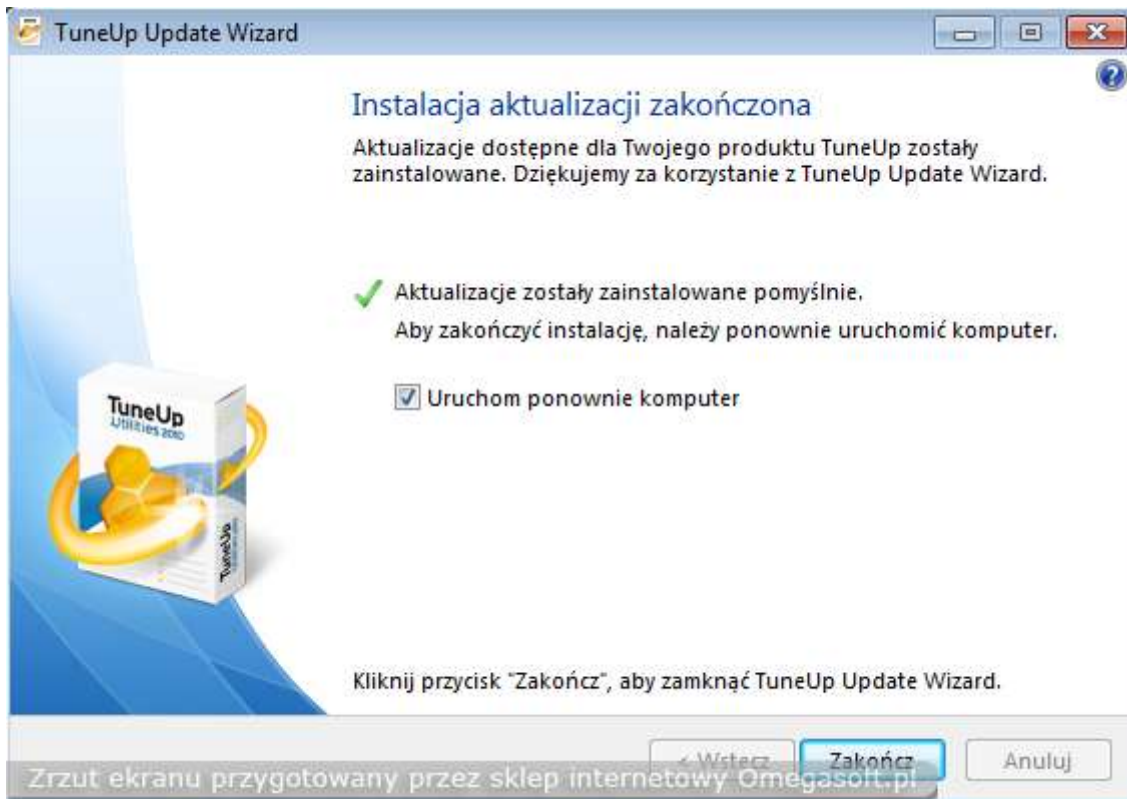 TuneUp Update Wizard
Instalacja aktualizacji zakończona
Aktualizacje dostępne dla Twojego produktu TuneUp zostały
zainstalowane. Dziękujemy za korzystanie z TuneUp Update Wizard.
Aktualizacje zostały zainstalowane pomyślnie.
Aby zakończyć instalację, należy ponownie uruchomić komputer.
Uruchom ponownie komputer
TuneUp
Utilities 2010
TuneUp
Kliknij przycisk "Zakończ", aby zamknąć TuneUp Update Wizard.
< Wstecz Zakończ Anuluj
Zrzut ekranu przygotowany przez sklep internetowy Omegasoft.pl